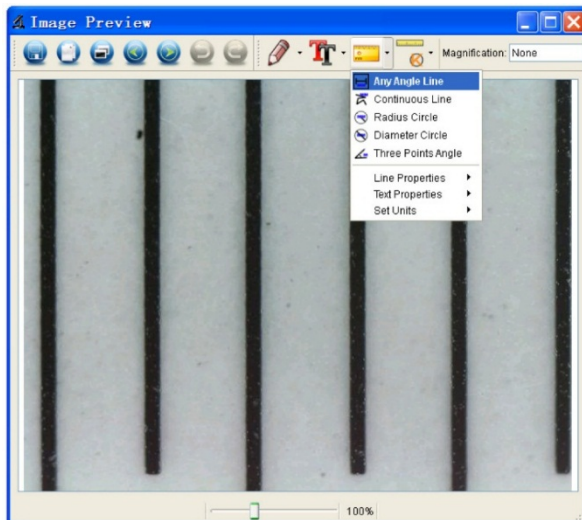 Image Preview
TT
Magnification: None
Any Angle Line
Continuous Line
Radius Circle
Diameter Circle
Three Points Angle
Line Properties
Text Properties
Set Units
100%